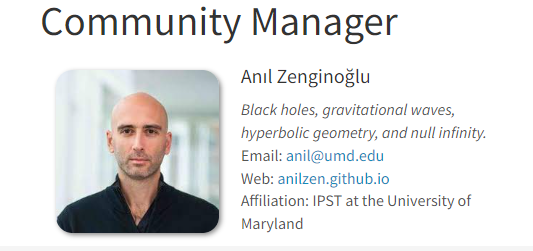 Community Manager
Anıl Zenginoğlu
Black holes, gravitational waves,
hyperbolic geometry, and null infinity.
Email: anil@umd.edu
Web: anilzen.github.io
Affiliation: IPST at the University of
Maryland